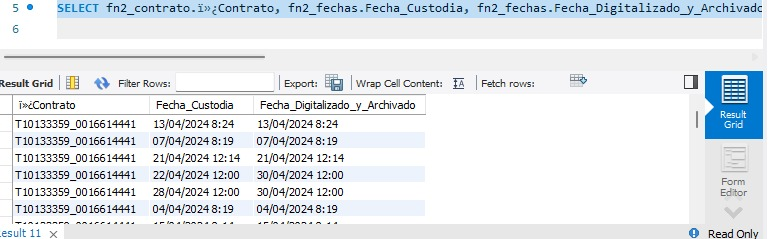 5 SELECT fn2_contrato.ï»¿Contrato, fn2_fechas.Fecha_Custodia, fn2_fechas.Fecha_Digitalizado_y_Archivado
6
Result Grid Filter Rows: Export: Wrap Cell Content: Fetch rows:
ï»¿Contrato Fecha_Custodia Fecha_Digitalizado_y_Archivado
T10133359_0016614441 13/04/2024 8:24 13/04/2024 8:24
T10133359_0016614441 07/04/2024 8:19 07/04/2024 8:19
T10133359_0016614441 21/04/2024 12:14 21/04/2024 12:14
T10133359_0016614441 22/04/2024 12:00 30/04/2024 12:00
T10133359_0016614441 28/04/2024 12:00 30/04/2024 12:00
T10133359_0016614441 04/04/2024 8:19 04/04/2024 8:19
Result
Grid
Form
Editor
esult 11 Read Only